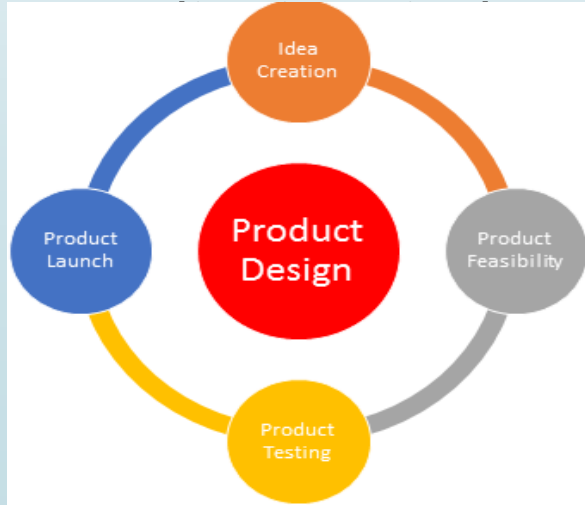 Idea
Creation
Product
Feasibility
Product
Testing
Product
Launch
Product
Design